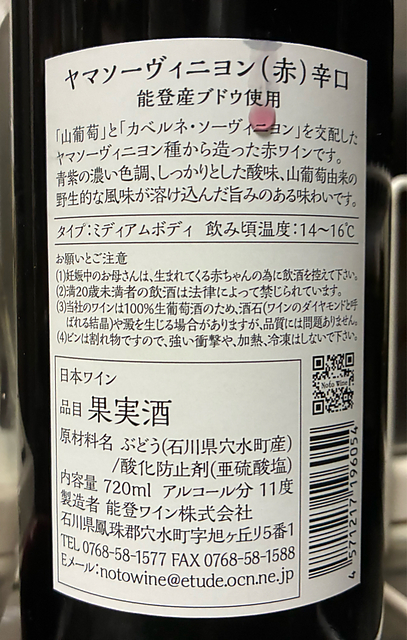 ヤマソーヴィニヨン(赤)辛口
能登産ブドウ使用
「山葡萄」と「カベルネ・ソーヴィニヨン」を交配した
ヤマソーヴィニヨン種から造った赤ワインです。
青紫の濃い色調、しっかりとした酸味、山葡萄由来の
野生的な風味が溶け込んだ旨みのある味わいです。
タイプ:ミディアムボディ 飲み頃温度:14〜16℃
お願いとご注意
(1)妊娠中のお母さんは、生まれてくる赤ちゃんの為に飲酒を控えて下さい。
(2)満20歳未満者の飲酒は法律によって禁じられています。
(3)当社のワインは100%生葡萄酒のため、酒石(ワインのダイヤモンドと呼
ばれる結晶)や澱を生じる場合がありますが、品質には問題ありません。
(4)ビンは割れ物ですので、強い衝撃や、加熱、冷凍はしないで下さい。
日本ワイン
品目 果実酒
原材料名 ぶどう(石川県穴水町産)
/酸化防止剤(亜硫酸塩)
内容量 720ml アルコール分 11度
製造者 能登ワイン株式会社
石川県鳳珠郡穴水町字旭ヶ丘り5番1
TEL 0768-58-1577 FAX 0768-58-1588
Eメール:notowine@etude.ocn.ne.jp
Noto Wine
4571217196054